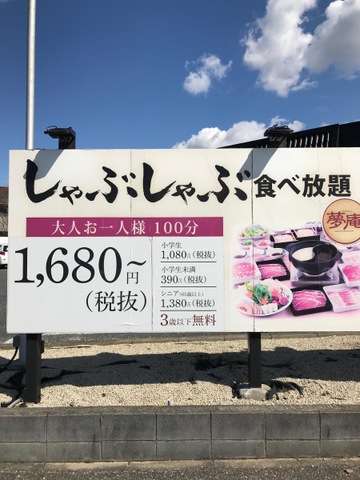 しゃぶしゃぶ食べ放題
夢庵
大人お一人様 100分
1,680円~
(税抜)
小学生
1,080円(税抜)
小学生未満
390円(税抜)
シニア(65歳以上)
1,380円(税抜)
3歳以下無料